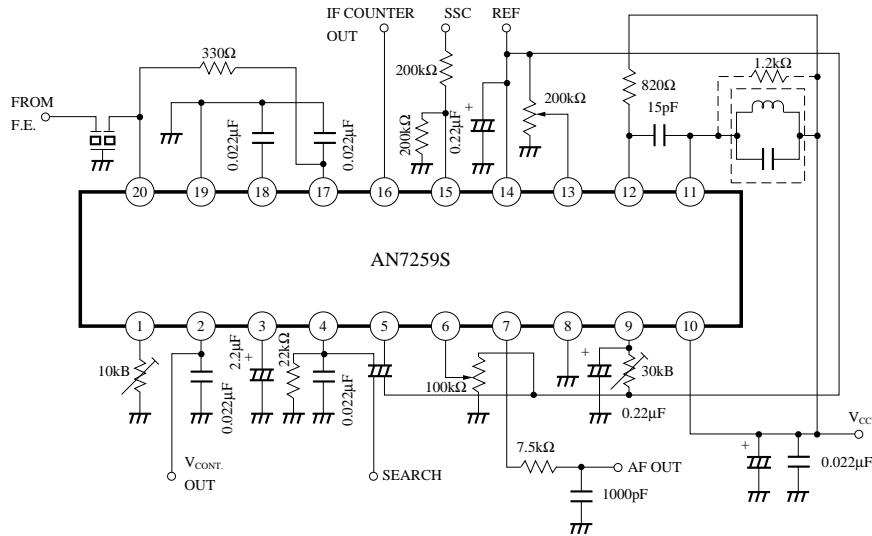 IF COUNTER
OUT
SSC
REF
330Ω
FROM
F.E.
200kΩ
200kΩ
0.22μF
+
200kΩ
820Ω
15pF
1.2kΩ
0.022μF
0.022μF
20
19
18
17
16
15
14
13
12
11
AN7259S
1
2
3
4
5
6
7
8
9
10
10kB
0.022μF
2.2μF
+
22kΩ
0.022μF
100kΩ
+
30kB
0.22μF
VCC
VCONT.
OUT
SEARCH
7.5kΩ
AF OUT
1000pF
+
0.022μF